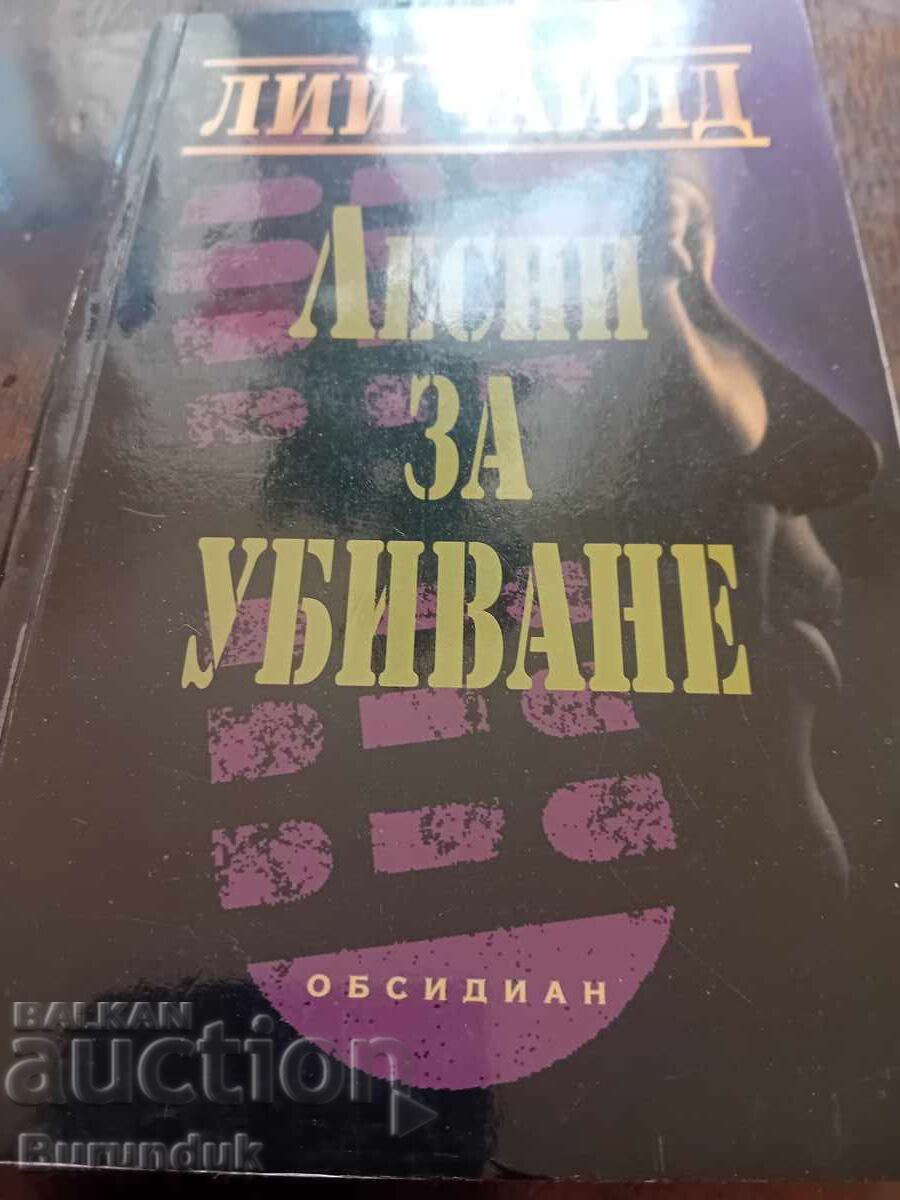 ЛИЙ ЧАЙЛД
ЛЕСНИ
ЗА
УБИВАНЕ
ОБСИДИАН
BALKAN
auction
Burunduk